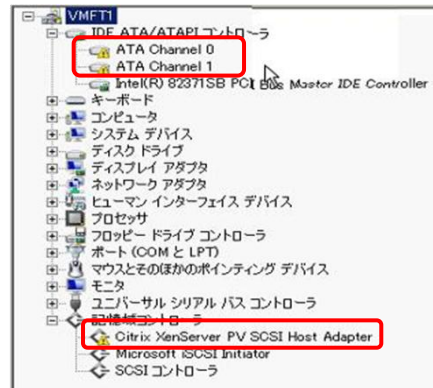 VMFT1
IDE ATA/ATAPI コントローラ
ATA Channel 0
ATA Channel 1
Intel(R) 82371SB PCI Bus Master IDE Controller
キーボード
コンピュータ
システム デバイス
ディスク ドライブ
ディスプレイ アダプタ
ネットワーク アダプタ
ヒューマン インターフェイス デバイス
プロセッサ
フロッピー ドライブ コントローラ
ポート (COM と LPT)
マウスとそのほかのポインティング デバイス
モニタ
ユニバーサル シリアル バス コントローラ
記憶域コントローラ
Citrix XenServer PV SCSI Host Adapter
Microsoft iSCSI Initiator
SCSI コントローラ